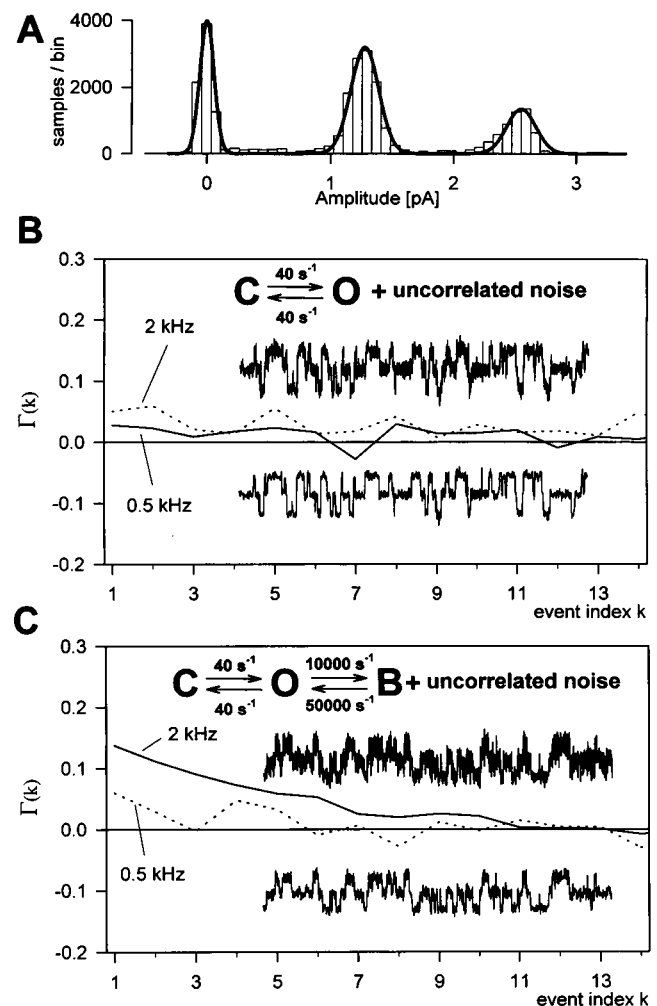 A
samples / bin
4000
2000
0
0
1
2
3
Amplitude [pA]
B
Γ(k)
0.3
0.2
0.1
0.0
-0.1
-0.2
40 s⁻¹
C O + uncorrelated noise
40 s⁻¹
2 kHz
0.5 kHz
1
3
5
7
9
11
13
event index k
C
Γ(k)
0.3
0.2
0.1
0.0
-0.1
-0.2
40 s⁻¹ 10000 s⁻¹
C O B + uncorrelated noise
40 s⁻¹ 50000 s⁻¹
2 kHz
0.5 kHz
1
3
5
7
9
11
13
event index k